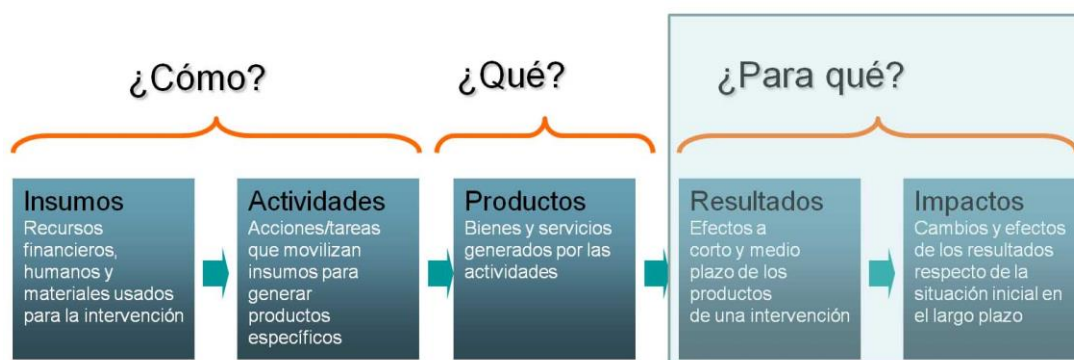 ¿Cómo?
¿Qué?
¿Para qué?
Insumos
Recursos
financieros,
humanos y
materiales usados
para la intervención
Actividades
Acciones/tareas
que movilizan
insumos para
generar
productos
específicos
Productos
Bienes y servicios
generados por las
actividades
Resultados
Efectos a
corto y medio
plazo de los
productos
de una intervención
Impactos
Cambios y efectos
de los resultados
respecto de la
situación inicial en
el largo plazo